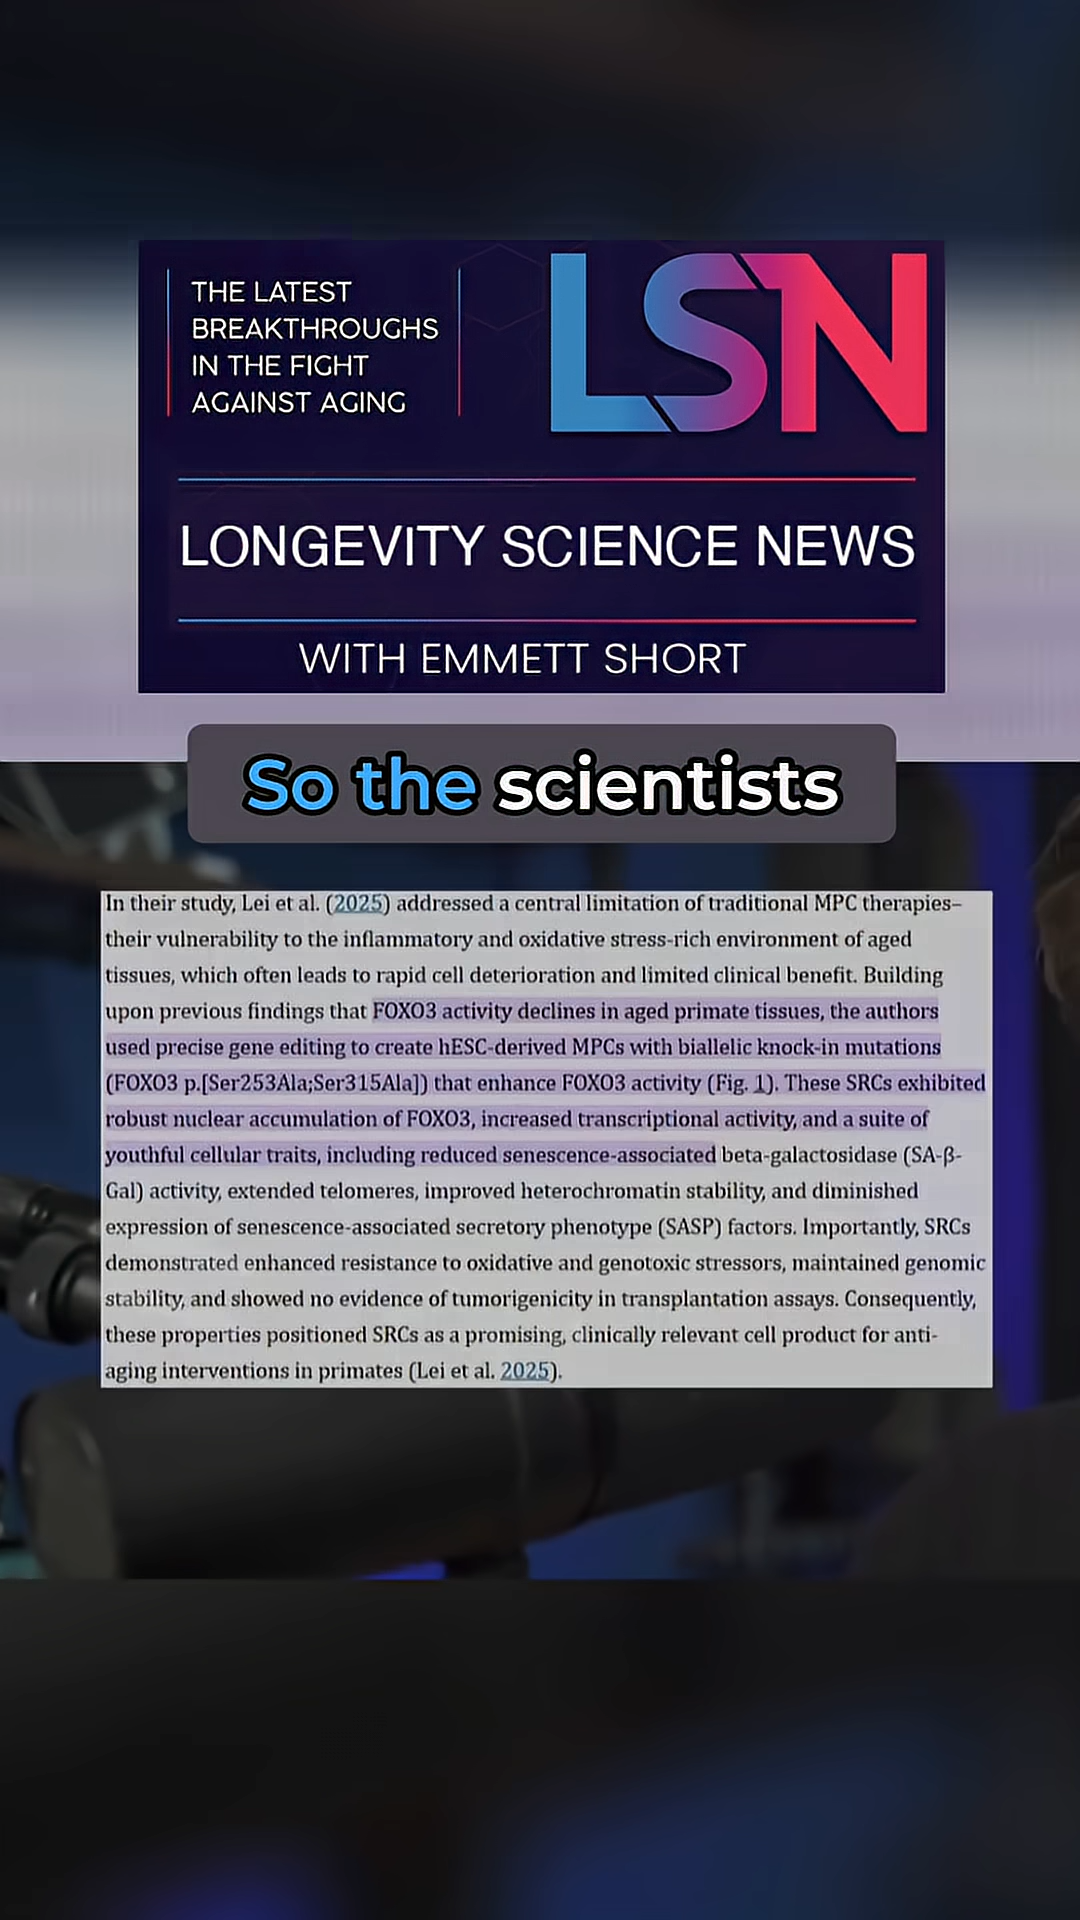 THE LATEST
BREAKTHROUGHS
IN THE FIGHT
AGAINST AGING
LSN
LONGEVITY SCIENCE NEWS
WITH EMMETT SHORT
So the scientists
In their study, Lei et al. (2025) addressed a central limitation of traditional MPC therapies–
their vulnerability to the inflammatory and oxidative stress-rich environment of aged
tissues, which often leads to rapid cell deterioration and limited clinical benefit. Building
upon previous findings that FOXO3 activity declines in aged primate tissues, the authors
used precise gene editing to create hESC-derived MPCs with biallelic knock-in mutations
(FOXO3 p.[Ser253Ala;Ser315Ala]) that enhance FOXO3 activity (Fig. 1). These SRCs exhibited
robust nuclear accumulation of FOXO3, increased transcriptional activity, and a suite of
youthful cellular traits, including reduced senescence-associated beta-galactosidase (SA-β-
Gal) activity, extended telomeres, improved heterochromatin stability, and diminished
expression of senescence-associated secretory phenotype (SASP) factors. Importantly, SRCs
demonstrated enhanced resistance to oxidative and genotoxic stressors, maintained genomic
stability, and showed no evidence of tumorigenicity in transplantation assays. Consequently,
these properties positioned SRCs as a promising, clinically relevant cell product for anti-
aging interventions in primates (Lei et al. 2025).